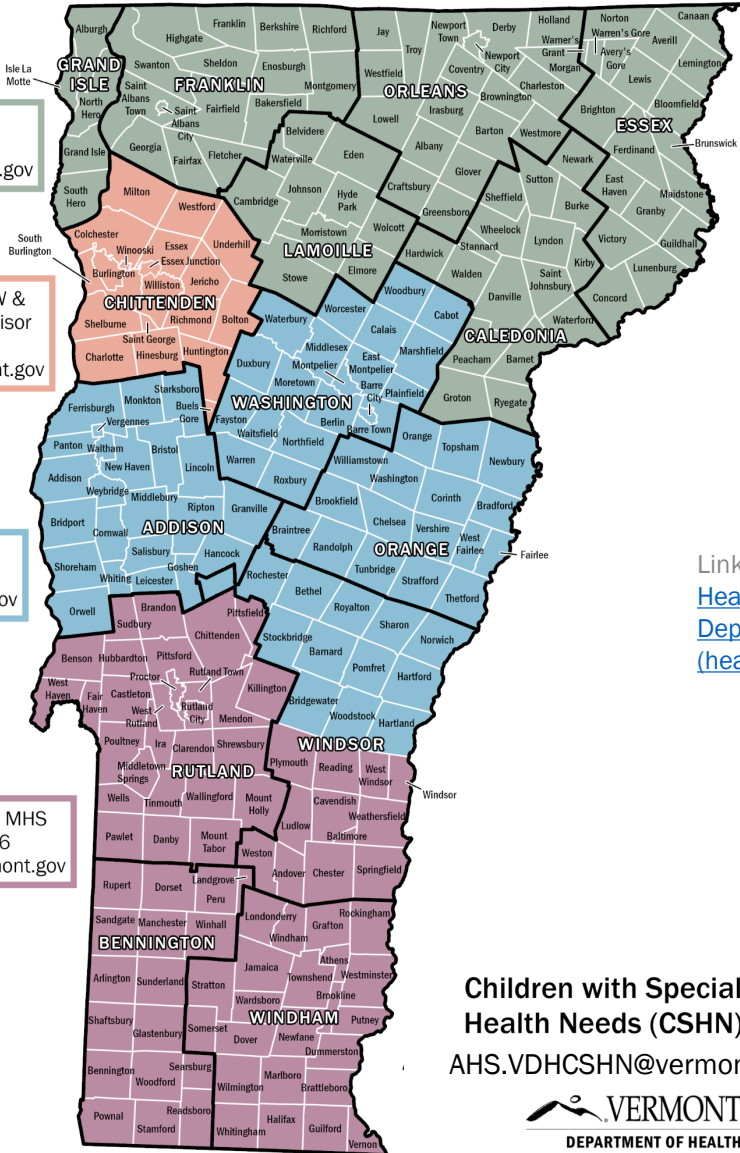 Alburgh
Franklin
Berkshire
Richford
Highgate
Isle La
Motte
GRAND
ISLE
Swanton
Sheldon
Enosburgh
FRANKLIN
Montgomery
North
Hero
Saint
Albans
Town
Saint
Albans
City
Fairfield
Bakersfield
Grand Isle
Georgia
Fairfax
Fletcher
South
Hero
Jay
Newport
Town
Derby
Holland
Troy
Newport
City
Warner's
Grant
Morgan
Westfield
Coventry
Charleston
ORLEANS
Brownington
Lowell
Irasburg
Barton
Westmore
Albany
Glover
Craftsbury
Greensboro
Norton
Canaan
Warren's Gore
Averill
Avery's
Gore
Lemington
Lewis
Bloomfield
Brighton
ESSEX
Ferdinand
Brunswick
East
Haven
Maidstone
Granby
Victory
Guildhall
Lunenburg
Concord
Belvidere
Waterville
Eden
Cambridge
Johnson
Hyde
Park
Morristown
Wolcott
LAMOILLE
Elmore
Stowe
Newark
Sutton
Sheffield
Burke
Wheelock
Stannard
Lyndon
Hardwick
Kirby
Walden
Saint
Johnsbury
Danville
Waterford
CALEDONIA
Peacham
Barnet
Groton
Ryegate
Milton
Westford
Colchester
South
Burlington
Winooski
Essex
Underhill
Essex Junction
Burlington
Williston
Jericho
CHITTENDEN
Shelburne
Richmond
Bolton
Saint George
Charlotte
Hinesburg
Huntington
Buels
Gore
Woodbury
Worcester
Cabot
Waterbury
Calais
Middlesex
East
Montpelier
Marshfield
Duxbury
Montpelier
Moretown
Barre
City
Plainfield
WASHINGTON
Fayston
Berlin
Barre Town
Waitsfield
Northfield
Warren
Roxbury
Starksboro
Ferrisburgh
Monkton
Vergennes
Panton
Waltham
Bristol
New Haven
Lincoln
Addison
Weybridge
Middlebury
Ripton
Granville
Bridport
Cornwall
ADDISON
Salisbury
Hancock
Shoreham
Goshen
Whiting
Leicester
Orwell
Orange
Topsham
Newbury
Williamstown
Washington
Corinth
Brookfield
Bradford
Chelsea
Vershire
West
Fairlee
Braintree
ORANGE
Fairlee
Randolph
Tunbridge
Strafford
Thetford
Rochester
Bethel
Royalton
Sharon
Norwich
Stockbridge
Barnard
Pomfret
Hartford
Bridgewater
Woodstock
Hartland
WINDSOR
Plymouth
Reading
West
Windsor
Windsor
Cavendish
Weathersfield
Ludlow
Baltimore
Weston
Andover
Chester
Springfield
Brandon
Pittsfield
Sudbury
Chittenden
Benson
Hubbardton
Pittsford
Proctor
Rutland Town
West
Haven
Fair
Haven
Castleton
Killington
West
Rutland
Rutland
City
Mendon
Poultney
Ira
Clarendon
Shrewsbury
Middletown
Springs
RUTLAND
Wells
Tinmouth
Wallingford
Mount
Holly
Pawlet
Danby
Mount
Tabor
Rupert
Dorset
Landgrove
Peru
Sandgate
Manchester
Winhall
BENNINGTON
Arlington
Sunderland
Shaftsbury
Glastenbury
Bennington
Searsburg
Woodford
Readsboro
Pownal
Stamford
Londonderry
Rockingham
Grafton
Windham
Athens
Jamaica
Townshend
Westminster
Stratton
Wardsboro
Brookline
WINDHAM
Putney
Somerset
Dover
Newfane
Dummerston
Marlboro
Wilmington
Brattleboro
Halifax
Whitingham
Guilford
Vernon
.gov
&
isor
nt.gov
ov
MHS
6
nont.gov
Link
Hea
Dep
(hea
Children with Special
Health Needs (CSHN)
AHS.VDHCSHN@vermon
VERMONT
DEPARTMENT OF HEALTH